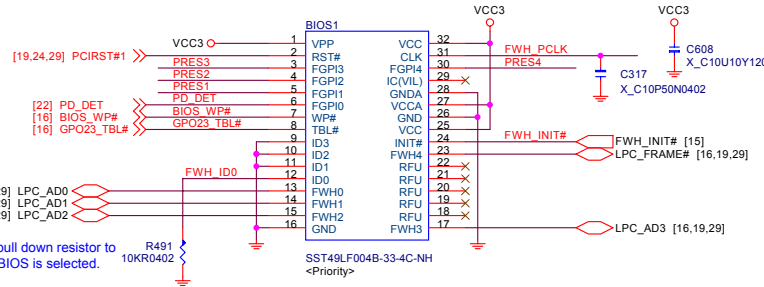 VCC3
VCC3
BIOS1
VCC3
1 VPP VCC 32
[19,24,29] PCIRST#1 2 RST# CLK 31 FWH_PCLK
PRES3 3 FGPI3 FGPI4 30 PRES4
PRES2 4 FGPI2 IC(VIL) 29
PRES1 5 FGPI1 GNDA 28
[22] PD_DET PD_DET 6 FGPI0 VCCA 27
[16] BIOS_WP# BIOS_WP# 7 WP# GND 26
[16] GPO23_TBL# GPO23_TBL# 8 TBL# VCC 25
9 ID3 INIT# 24 FWH_INIT# FWH_INIT# [15]
10 ID2 FWH4 23 LPC_FRAME# [16,19,29]
11 ID1 RFU 22
FWH_ID0 12 ID0 RFU 21
9] LPC_AD0 13 FWH0 RFU 20
9] LPC_AD1 14 FWH1 RFU 19
9] LPC_AD2 15 FWH2 RFU 18
16 GND FWH3 17 LPC_AD3 [16,19,29]
C608
X_C10U10Y120
C317
X_C10P50N0402
R491
10KR0402
pull down resistor to
BIOS is selected.
SST49LF004B-33-4C-NH
<Priority>